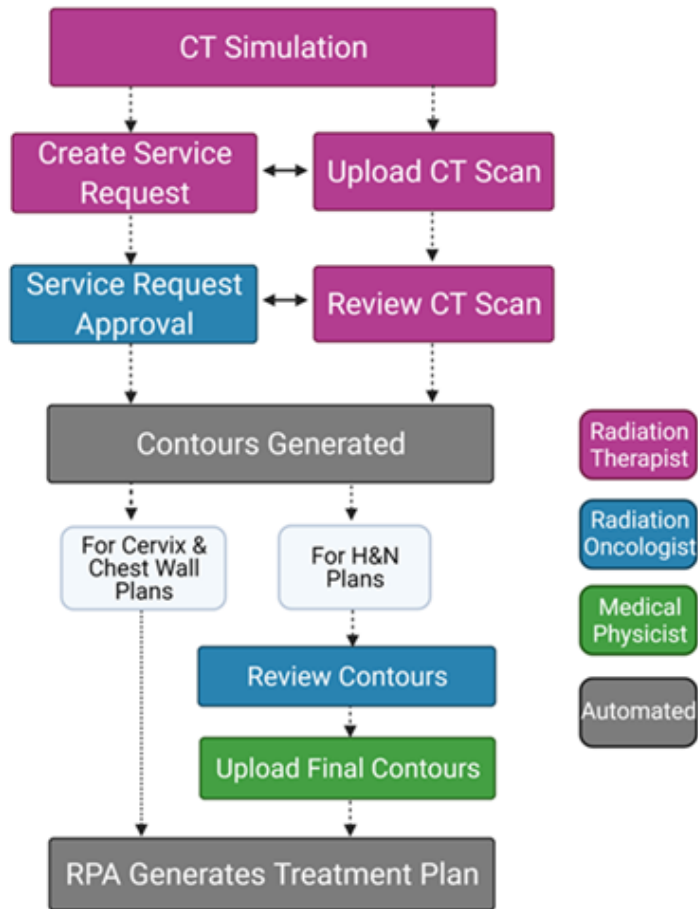 CT Simulation
Create Service
Request
Upload CT Scan
Service Request
Approval
Review CT Scan
Contours Generated
For Cervix &
Chest Wall
Plans
For H&N
Plans
Review Contours
Upload Final Contours
RPA Generates Treatment Plan
Radiation
Therapist
Radiation
Oncologist
Medical
Physicist
Automated